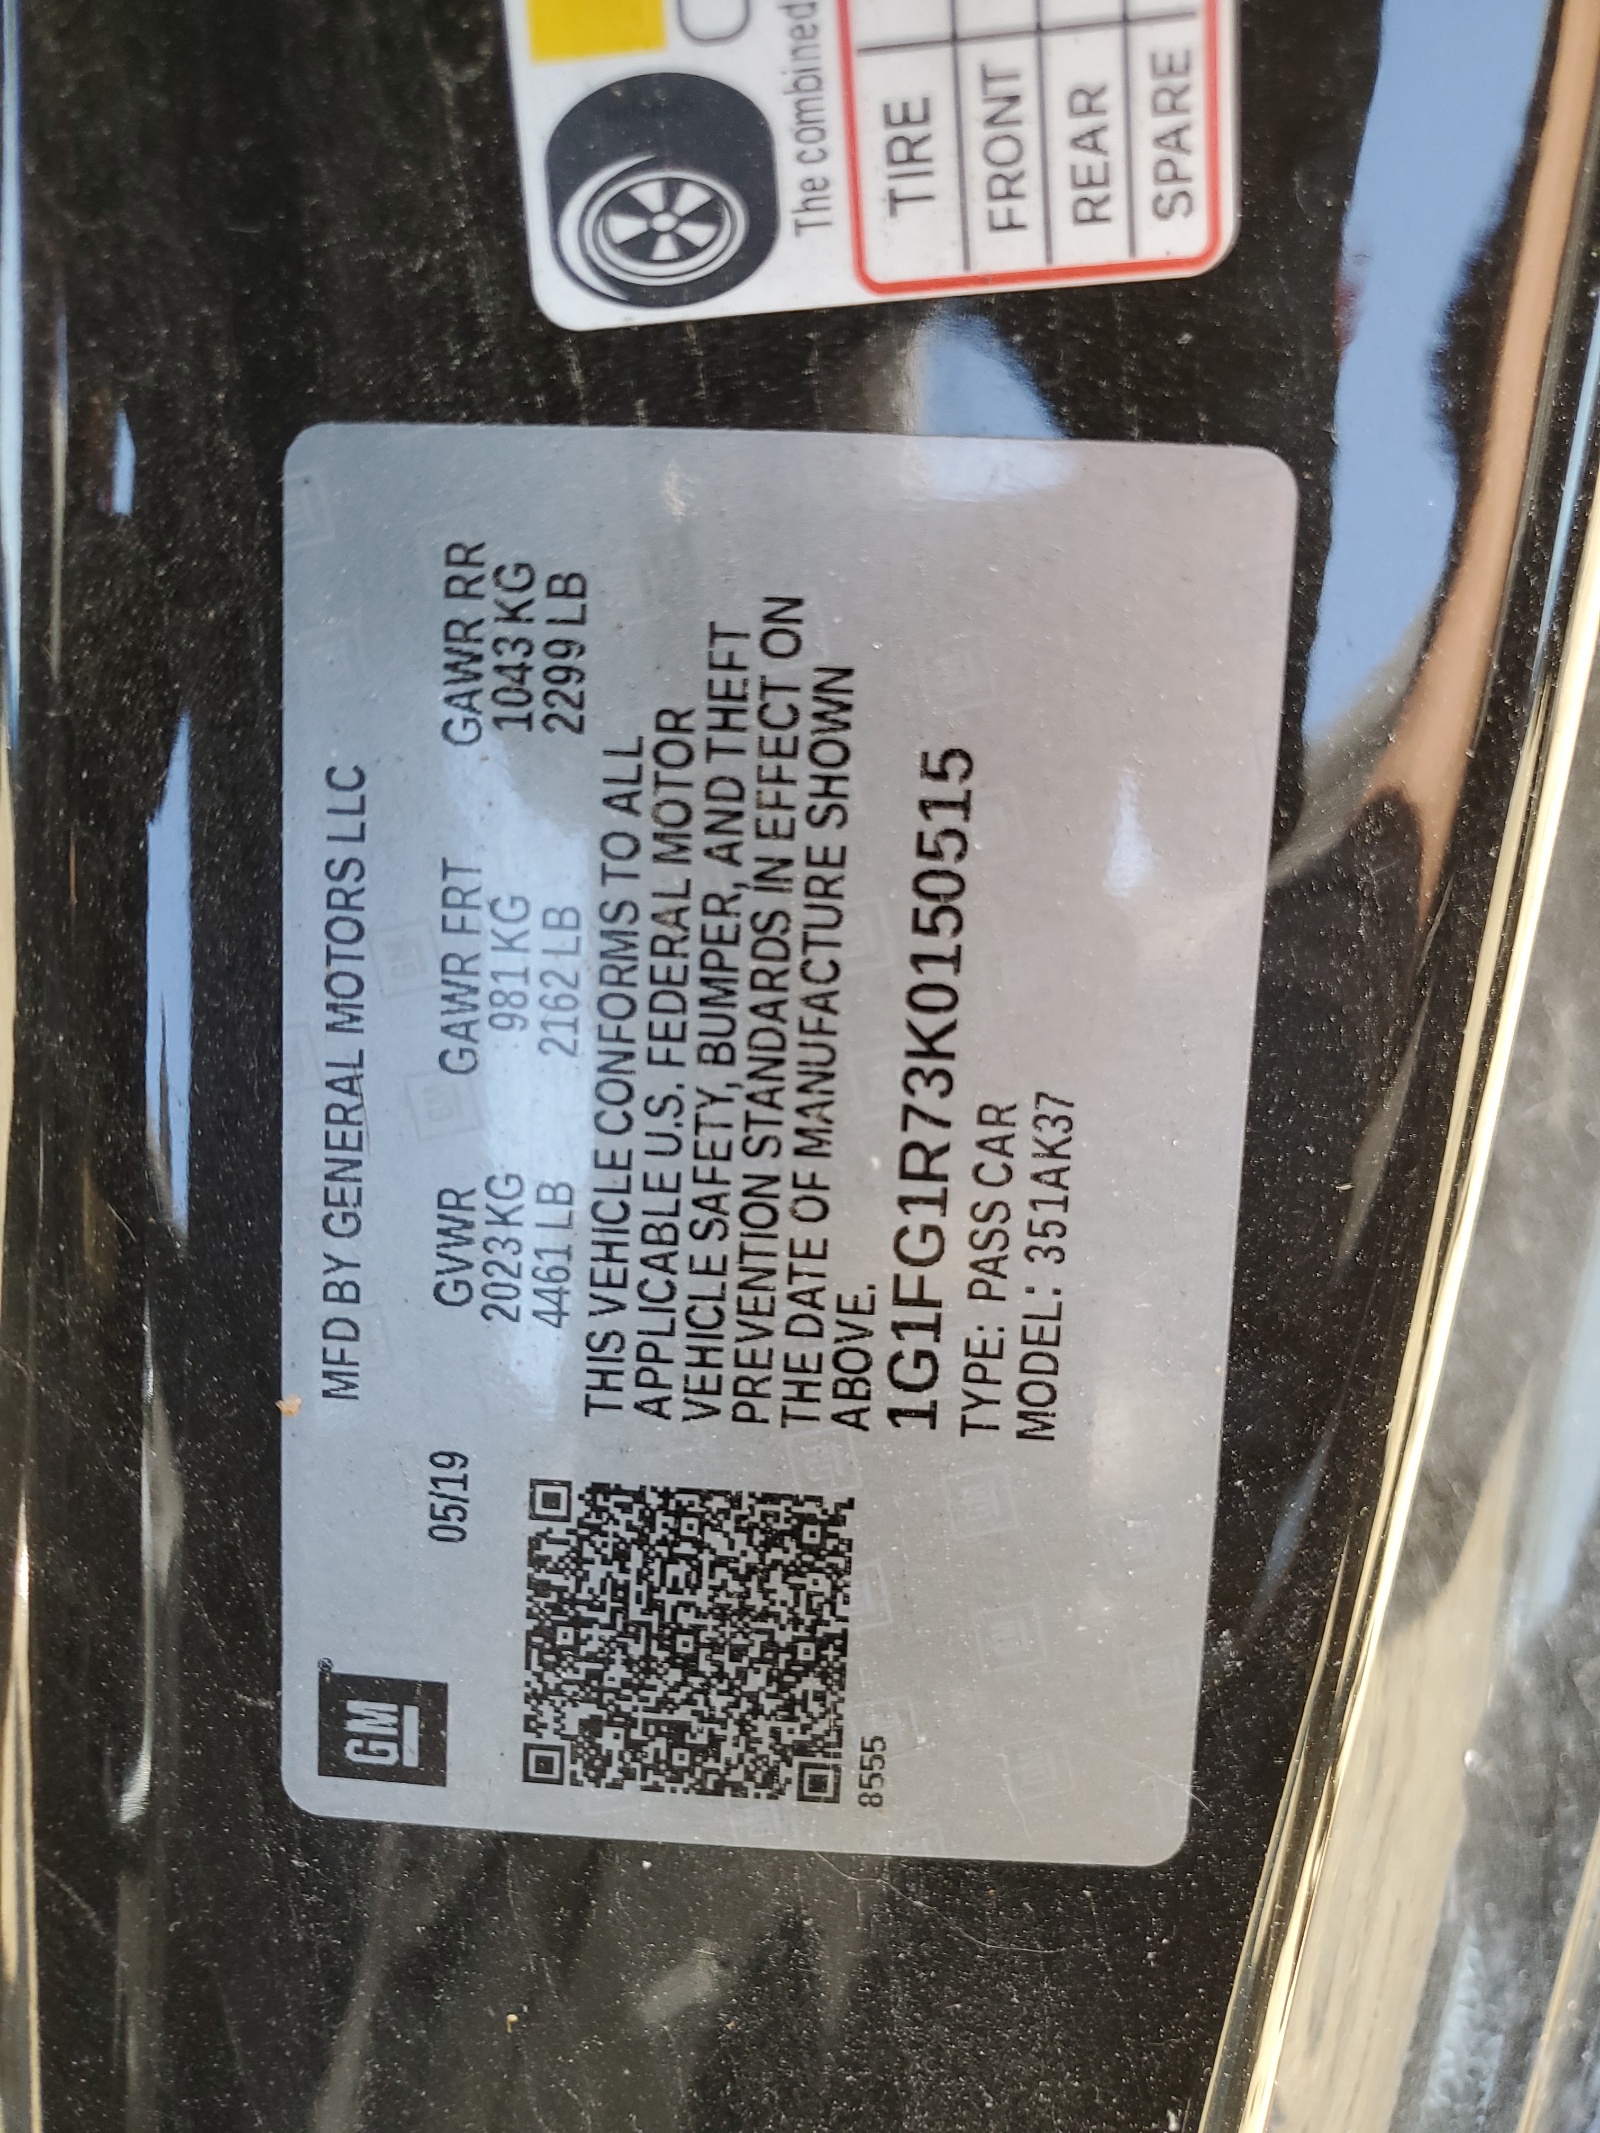 GM
MFD BY GENERAL MOTORS LLC
05/19
GVWR GAWR FRT GAWR RR
2023 KG 981 KG 1043 KG
4461 LB 2162 LB 2299 LB
THIS VEHICLE CONFORMS TO ALL
APPLICABLE U.S. FEDERAL MOTOR
VEHICLE SAFETY, BUMPER, AND THEFT
PREVENTION STANDARDS IN EFFECT ON
THE DATE OF MANUFACTURE SHOWN
ABOVE.
8555
1G1FG1R73K0150515
TYPE: PASS CAR
MODEL: 351AK37
The combined
TIRE
FRONT
REAR
SPARE